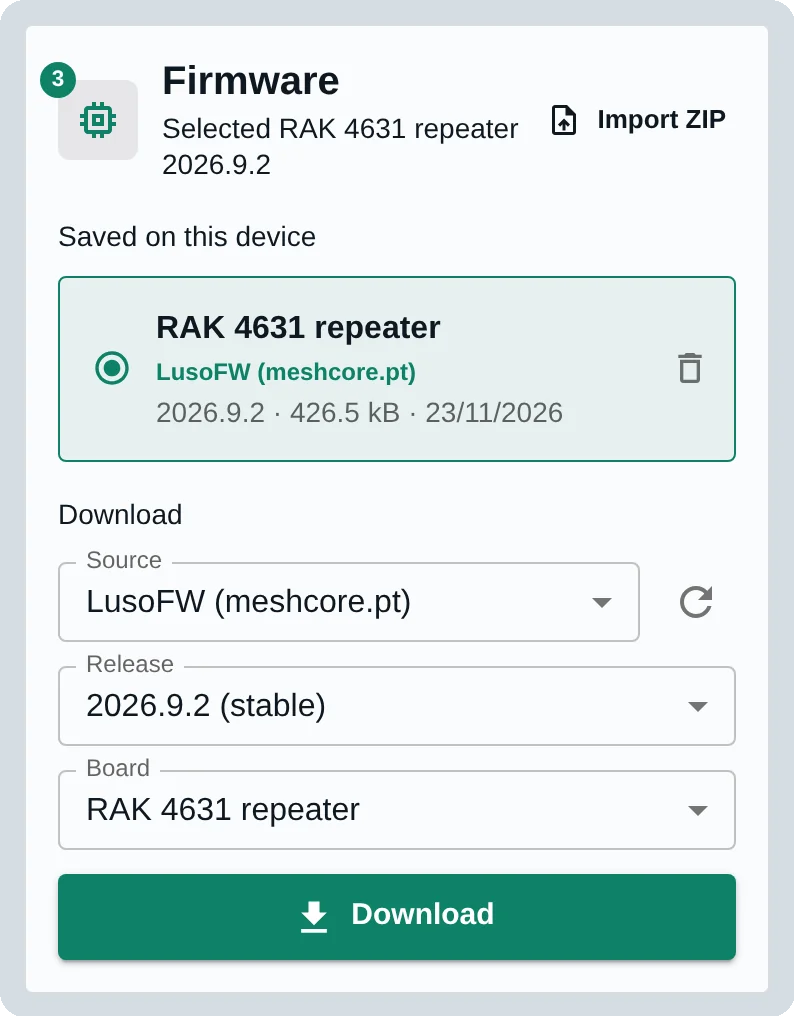 3
Firmware
Selected RAK 4631 repeater
2026.9.2
Import ZIP
Saved on this device
RAK 4631 repeater
LusoFW (meshcore.pt)
2026.9.2 · 426.5 kB · 23/11/2026
Download
Source
LusoFW (meshcore.pt)
Release
2026.9.2 (stable)
Board
RAK 4631 repeater
Download